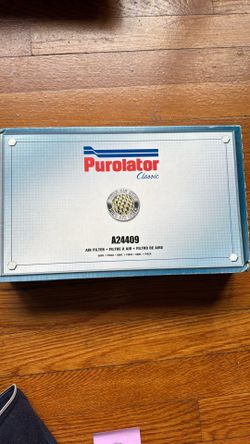 Purolator
Classic
A24409
AIR FILTER • FILTRE À AIR • FILTRO DE AIRE